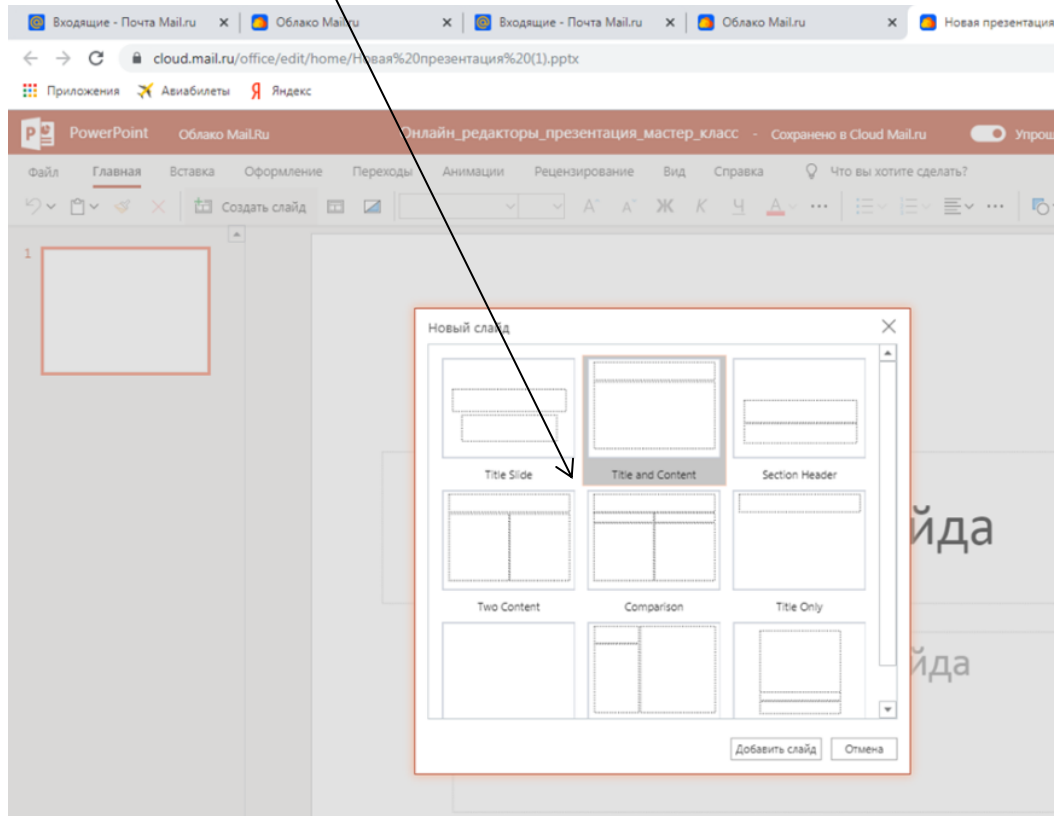 Входящие - Почта Mail.ru
Облако Mail.ru
Входящие - Почта Mail.ru
Облако Mail.ru
Новая презентация
cloud.mail.ru/office/edit/home/Новая%20презентация%20(1).pptx
Приложения Авиабилеты Яндекс
PowerPoint Облако Mail.Ru Онлайн_редакторы_презентация_мастер_класс - Сохранено в Cloud Mail.ru
Файл Главная Вставка Оформление Переходы Анимации Рецензирование Вид Справка Что вы хотите сделать?
Создать слайд Ж К Ч А
1
Новый слайд
Title Slide Title and Content Section Header
Two Content Comparison Title Only
Добавить слайд Отмена